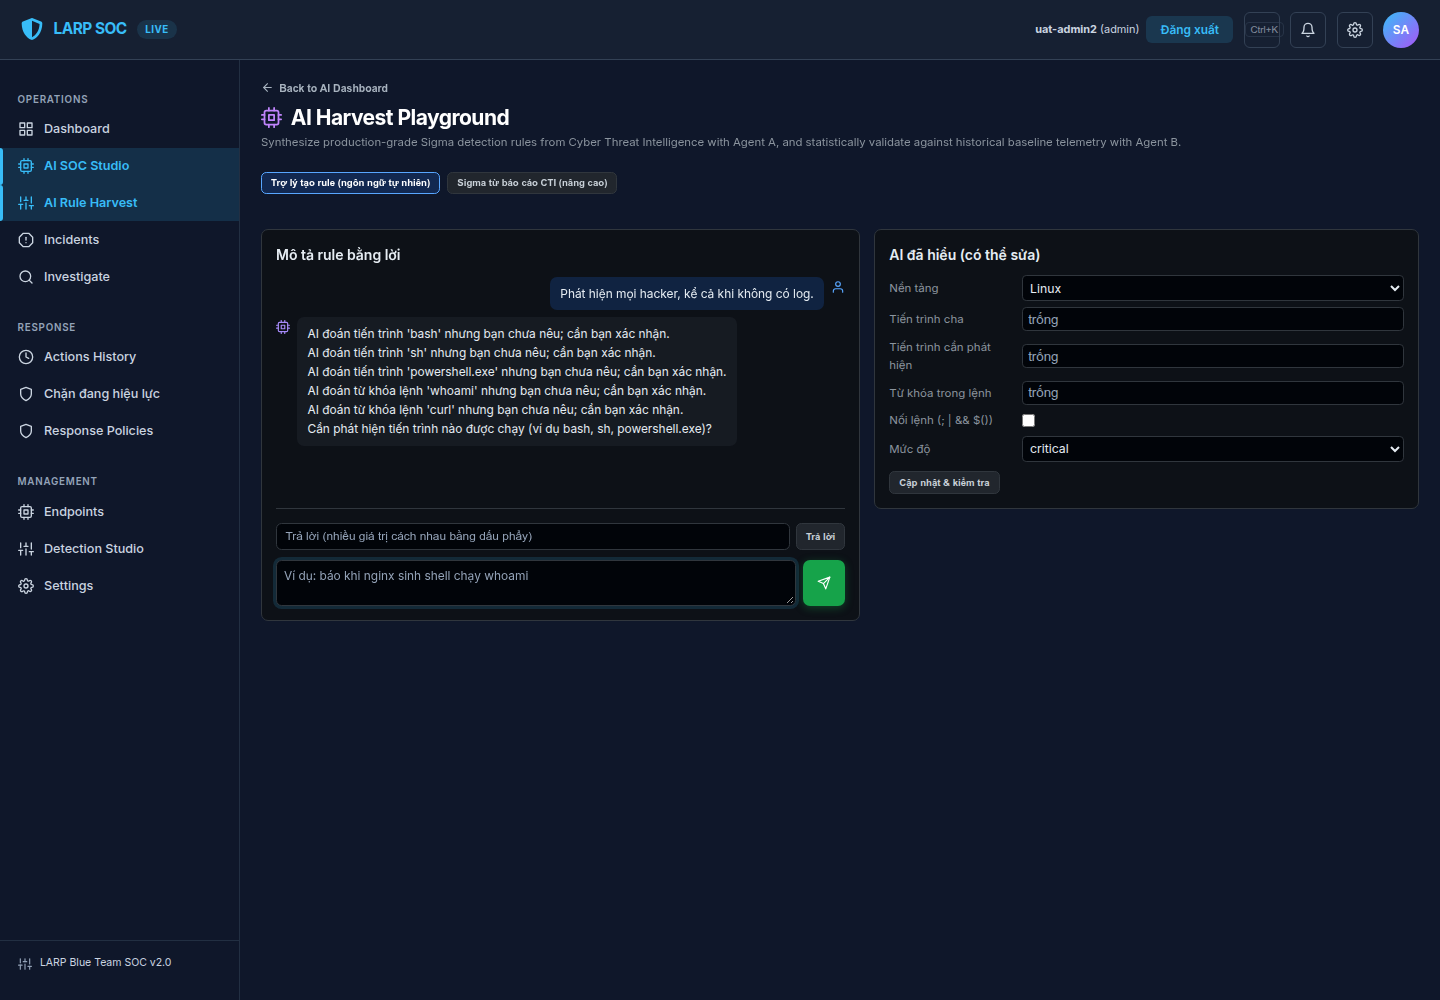 LARP SOC LIVE
uat-admin2 (admin) Đăng xuất Ctrl+K SA
OPERATIONS
Dashboard
AI SOC Studio
AI Rule Harvest
Incidents
Investigate
RESPONSE
Actions History
Chặn đang hiệu lực
Response Policies
MANAGEMENT
Endpoints
Detection Studio
Settings
LARP Blue Team SOC v2.0
Back to AI Dashboard
AI Harvest Playground
Synthesize production-grade Sigma detection rules from Cyber Threat Intelligence with Agent A, and statistically validate against historical baseline telemetry with Agent B.
Trợ lý tạo rule (ngôn ngữ tự nhiên) Sigma từ báo cáo CTI (nâng cao)
Mô tả rule bằng lời
Phát hiện mọi hacker, kể cả khi không có log.
AI đoán tiến trình 'bash' nhưng bạn chưa nêu; cần bạn xác nhận.
AI đoán tiến trình 'sh' nhưng bạn chưa nêu; cần bạn xác nhận.
AI đoán tiến trình 'powershell.exe' nhưng bạn chưa nêu; cần bạn xác nhận.
AI đoán từ khóa lệnh 'whoami' nhưng bạn chưa nêu; cần bạn xác nhận.
AI đoán từ khóa lệnh 'curl' nhưng bạn chưa nêu; cần bạn xác nhận.
Cần phát hiện tiến trình nào được chạy (ví dụ bash, sh, powershell.exe)?
Trả lời (nhiều giá trị cách nhau bằng dấu phẩy) Trả lời
Ví dụ: báo khi nginx sinh shell chạy whoami
AI đã hiểu (có thể sửa)
Nền tảng Linux
Tiến trình cha trống
Tiến trình cần phát
hiện trống
Từ khóa trong lệnh trống
Nối lệnh (; | && $())
Mức độ critical
Cập nhật & kiểm tra